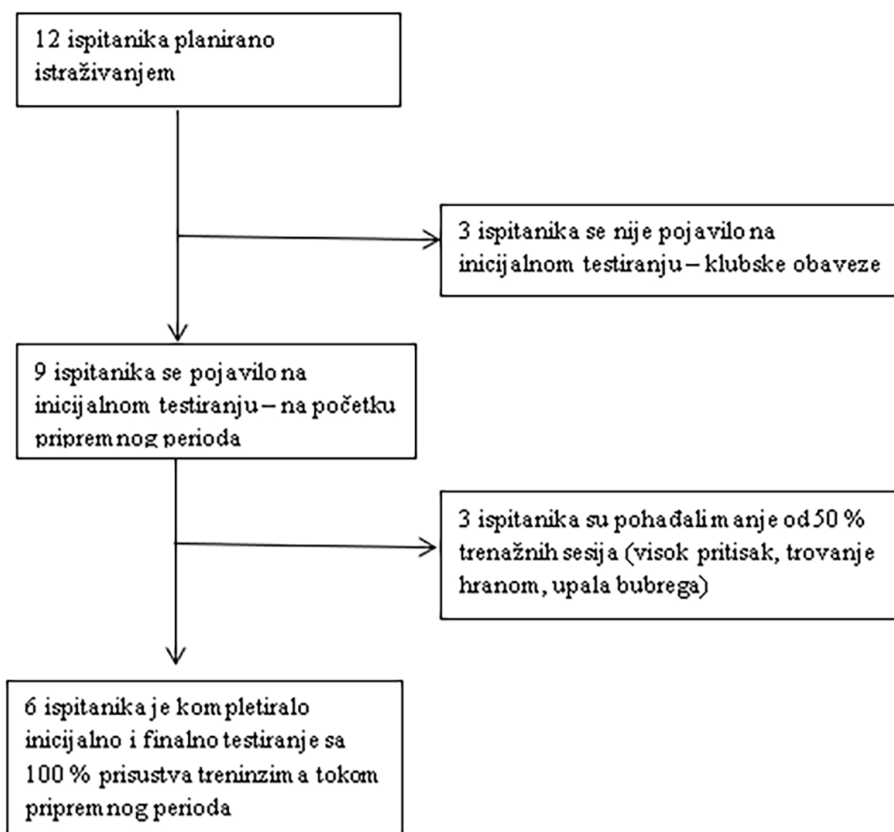 12 ispitanika planirano
istraživanjem
3 ispitanika se nije pojavilo na
inicijalnom testiranju – klubske obaveze
9 ispitanika se pojavilo na
inicijalnom testiranju – na početku
pripremnog perioda
3 ispitanika su pohađali manje od 50 %
trenažnih sesija (visok pritisak, trovanje
hranom, upala bubrega)
6 ispitanika je kompletiralo
inicijalno i finalno testiranje sa
100 % prisustva treninzima tokom
pripremnog perioda